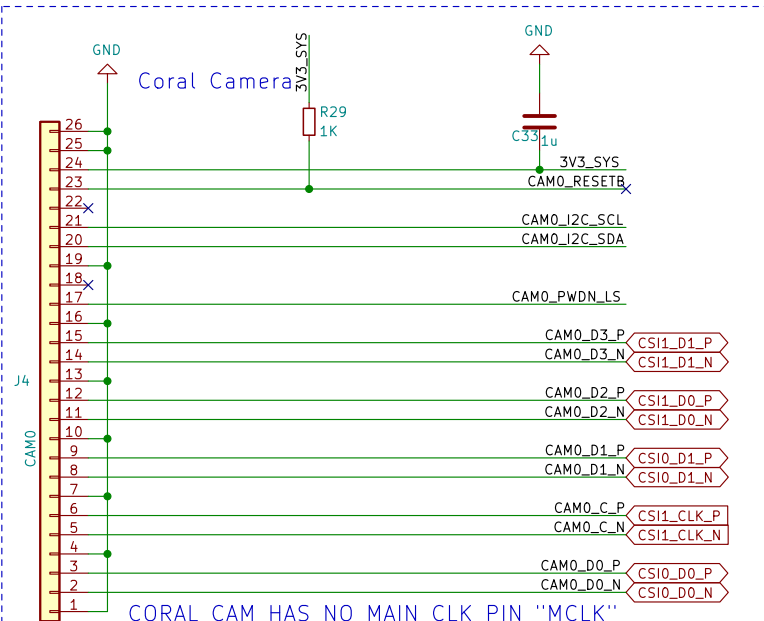 GND
GND
Coral Camera
3V3_SYS
R29
1K
C33
1u
26
25
24
3V3_SYS
23
CAM0_RESETB
22
21
CAM0_I2C_SCL
20
CAM0_I2C_SDA
19
18
17
CAM0_PWDN_LS
16
15
CAM0_D3_P
CSI1_D1_P
14
CAM0_D3_N
CSI1_D1_N
J4
13
12
CAM0_D2_P
CSI1_D0_P
11
CAM0_D2_N
CSI1_D0_N
10
CAM0
9
CAM0_D1_P
CSI0_D1_P
8
CAM0_D1_N
CSI0_D1_N
7
6
CAM0_C_P
CSI1_CLK_P
5
CAM0_C_N
CSI1_CLK_N
4
3
CAM0_D0_P
CSI0_D0_P
2
CAM0_D0_N
CSI0_D0_N
1
CORAL CAM HAS NO MAIN CLK PIN "MCLK"